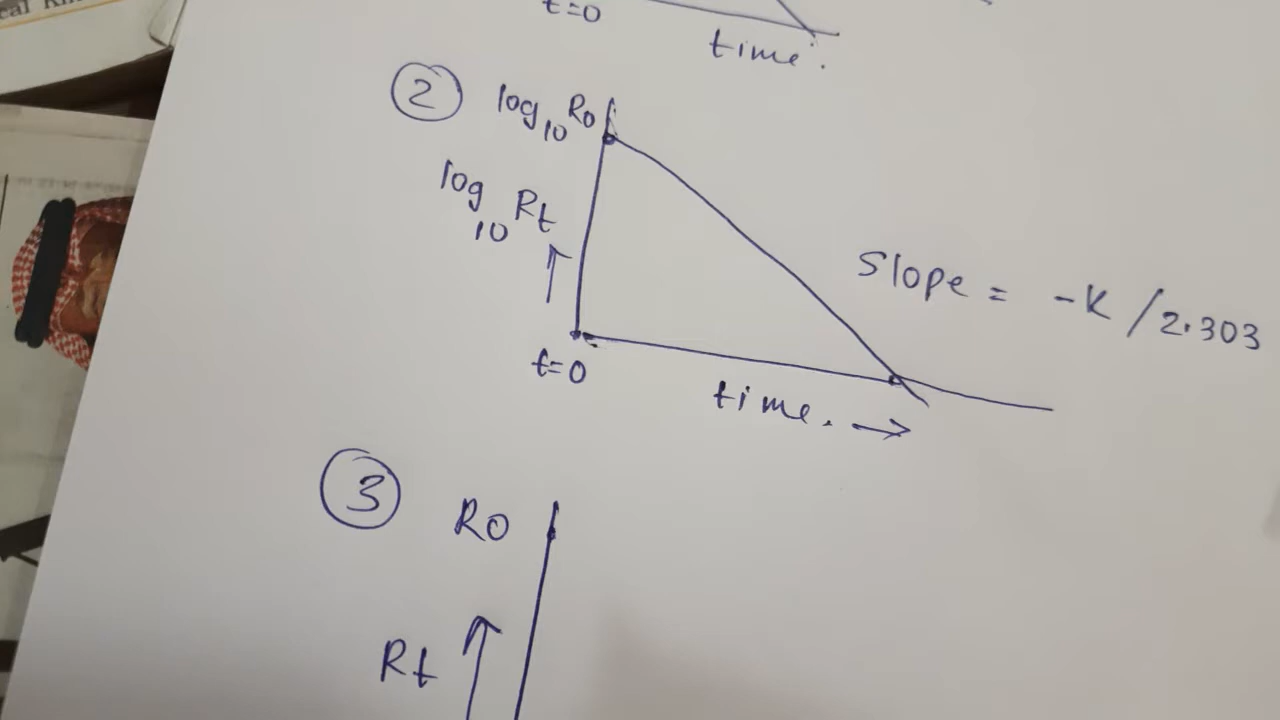 t=0
time.
② log10 R0
log10 Rt
Slope = -K / 2.303
t=0
time. →
③ R0
Rt